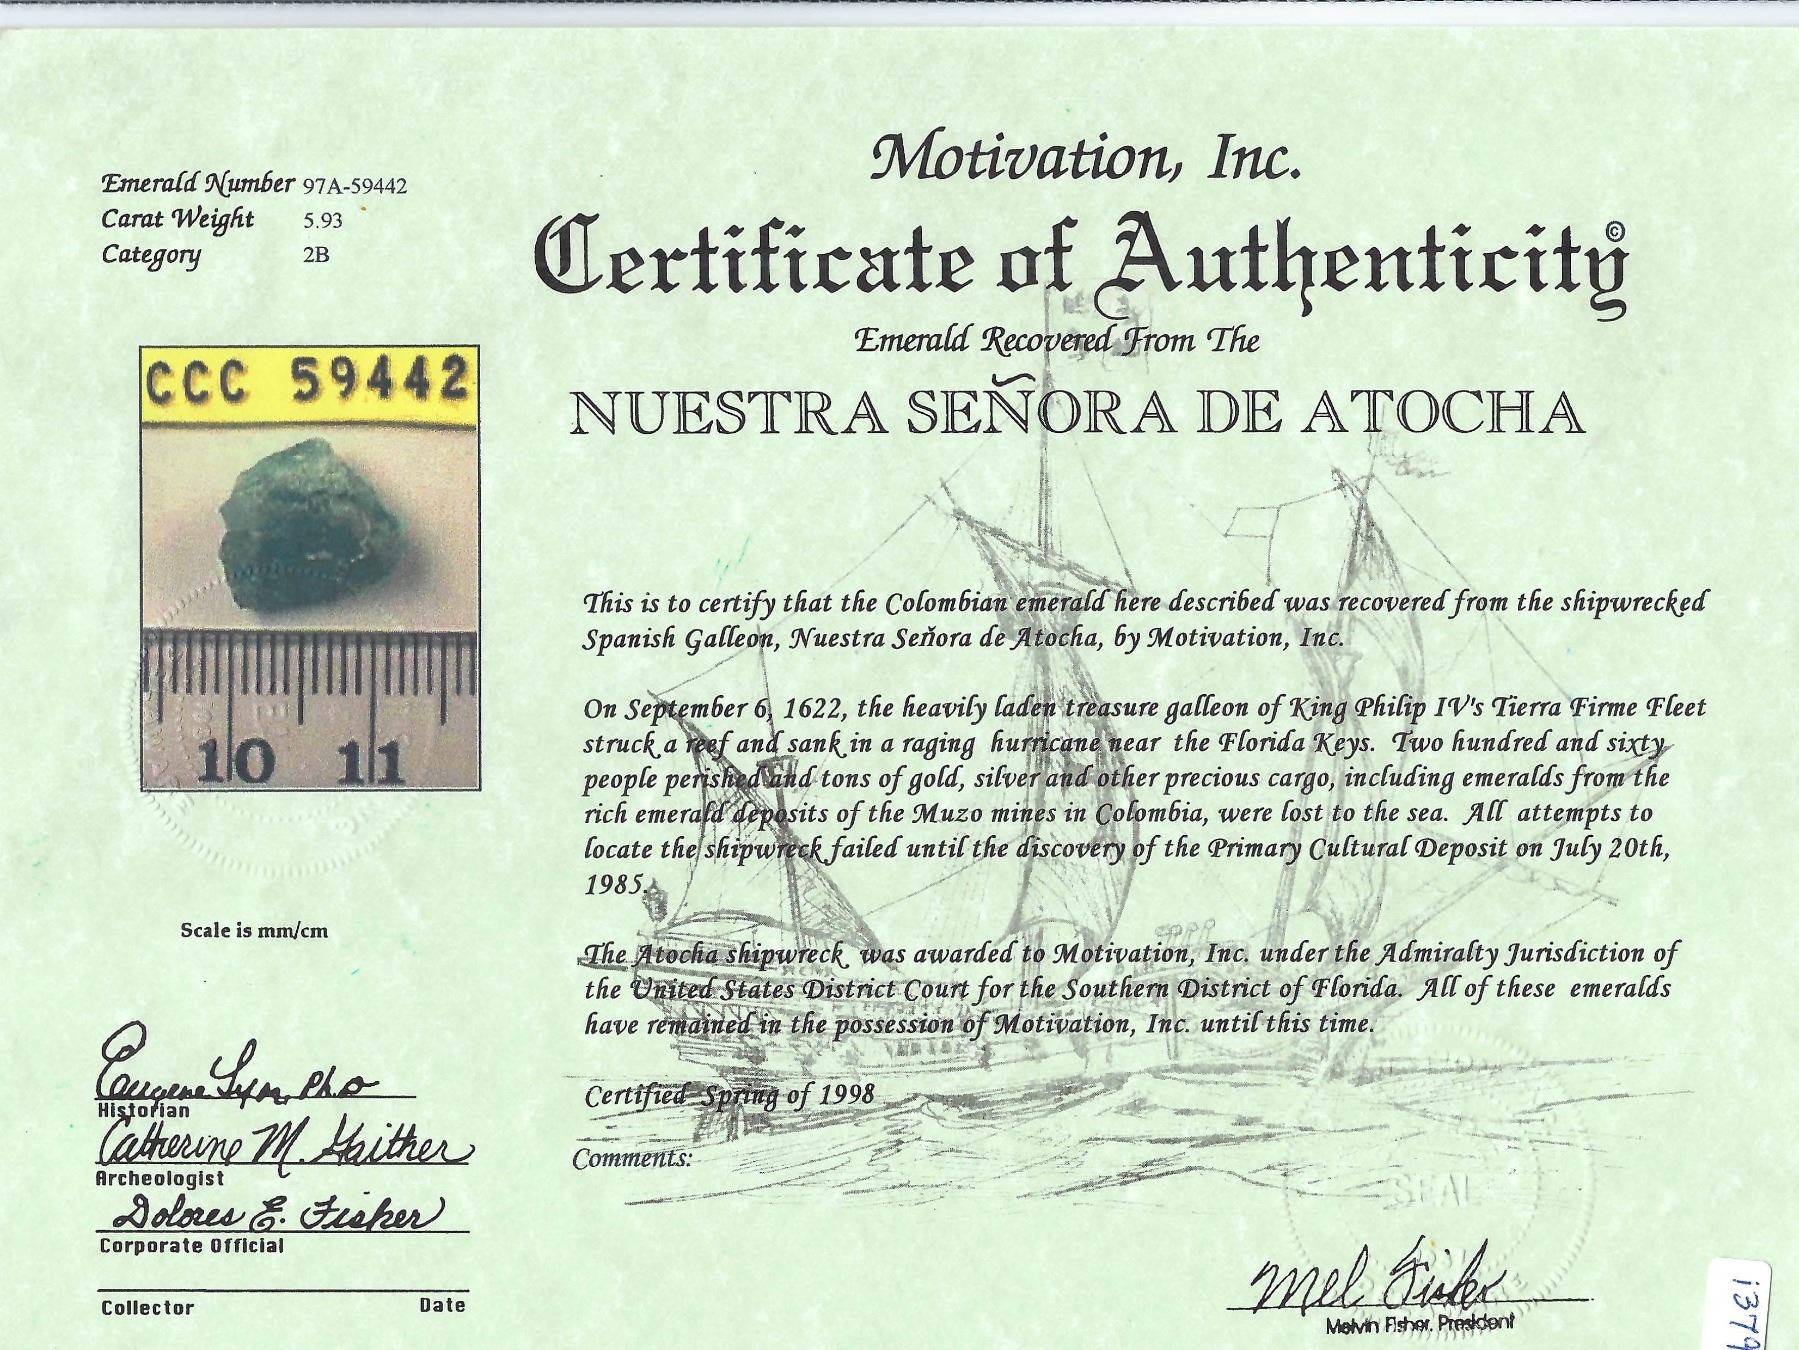 Motivation, Inc.
Certificate of Authenticity©
Emerald Recovered From The
NUESTRA SEÑORA DE ATOCHA
Emerald Number 97A-59442
Carat Weight 5.93
Category 2B
CCC 59442
10 11
Scale is mm/cm
This is to certify that the Colombian emerald here described was recovered from the shipwrecked
Spanish Galleon, Nuestra Señora de Atocha, by Motivation, Inc.
On September 6, 1622, the heavily laden treasure galleon of King Philip IV's Tierra Firme Fleet
struck a reef and sank in a raging hurricane near the Florida Keys. Two hundred and sixty
people perished and tons of gold, silver and other precious cargo, including emeralds from the
rich emerald deposits of the Muzo mines in Colombia, were lost to the sea. All attempts to
locate the shipwreck failed until the discovery of the Primary Cultural Deposit on July 20th,
1985.
The Atocha shipwreck was awarded to Motivation, Inc. under the Admiralty Jurisdiction of
the United States District Court for the Southern District of Florida. All of these emeralds
have remained in the possession of Motivation, Inc. until this time.
Certified Spring of 1998
Comments:
Eugene Lyon, Ph.D
Historian
Catherine M. Gaither
Archeologist
Dolores E. Fisher
Corporate Official
Collector Date
SEAL
Mel Fisher
Melvin Fisher, President
i379